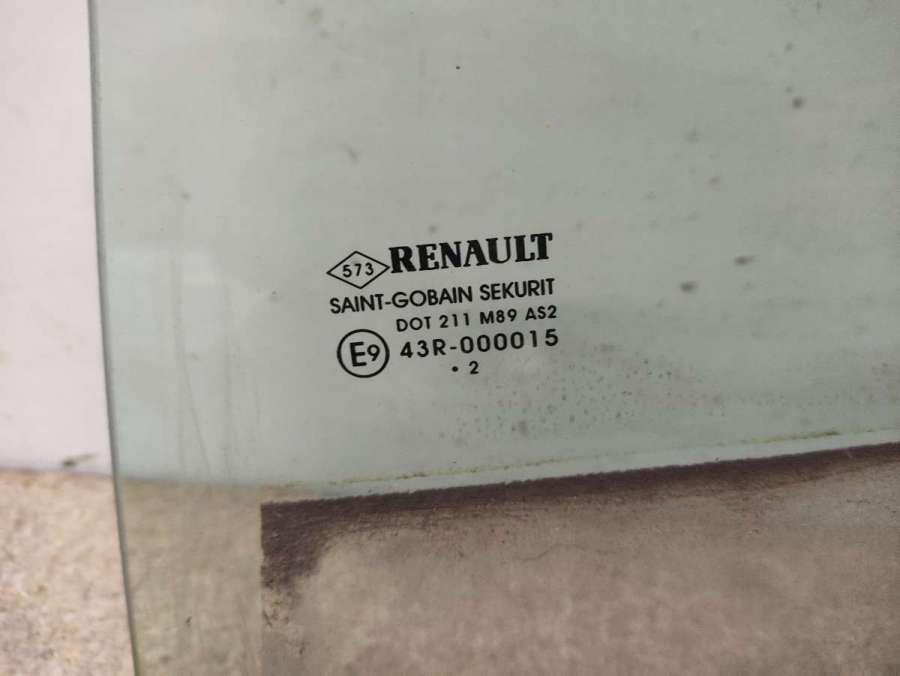 573 RENAULT
SAINT-GOBAIN SEKURIT
DOT 211 M89 AS2
E9 43R-000015
• 2